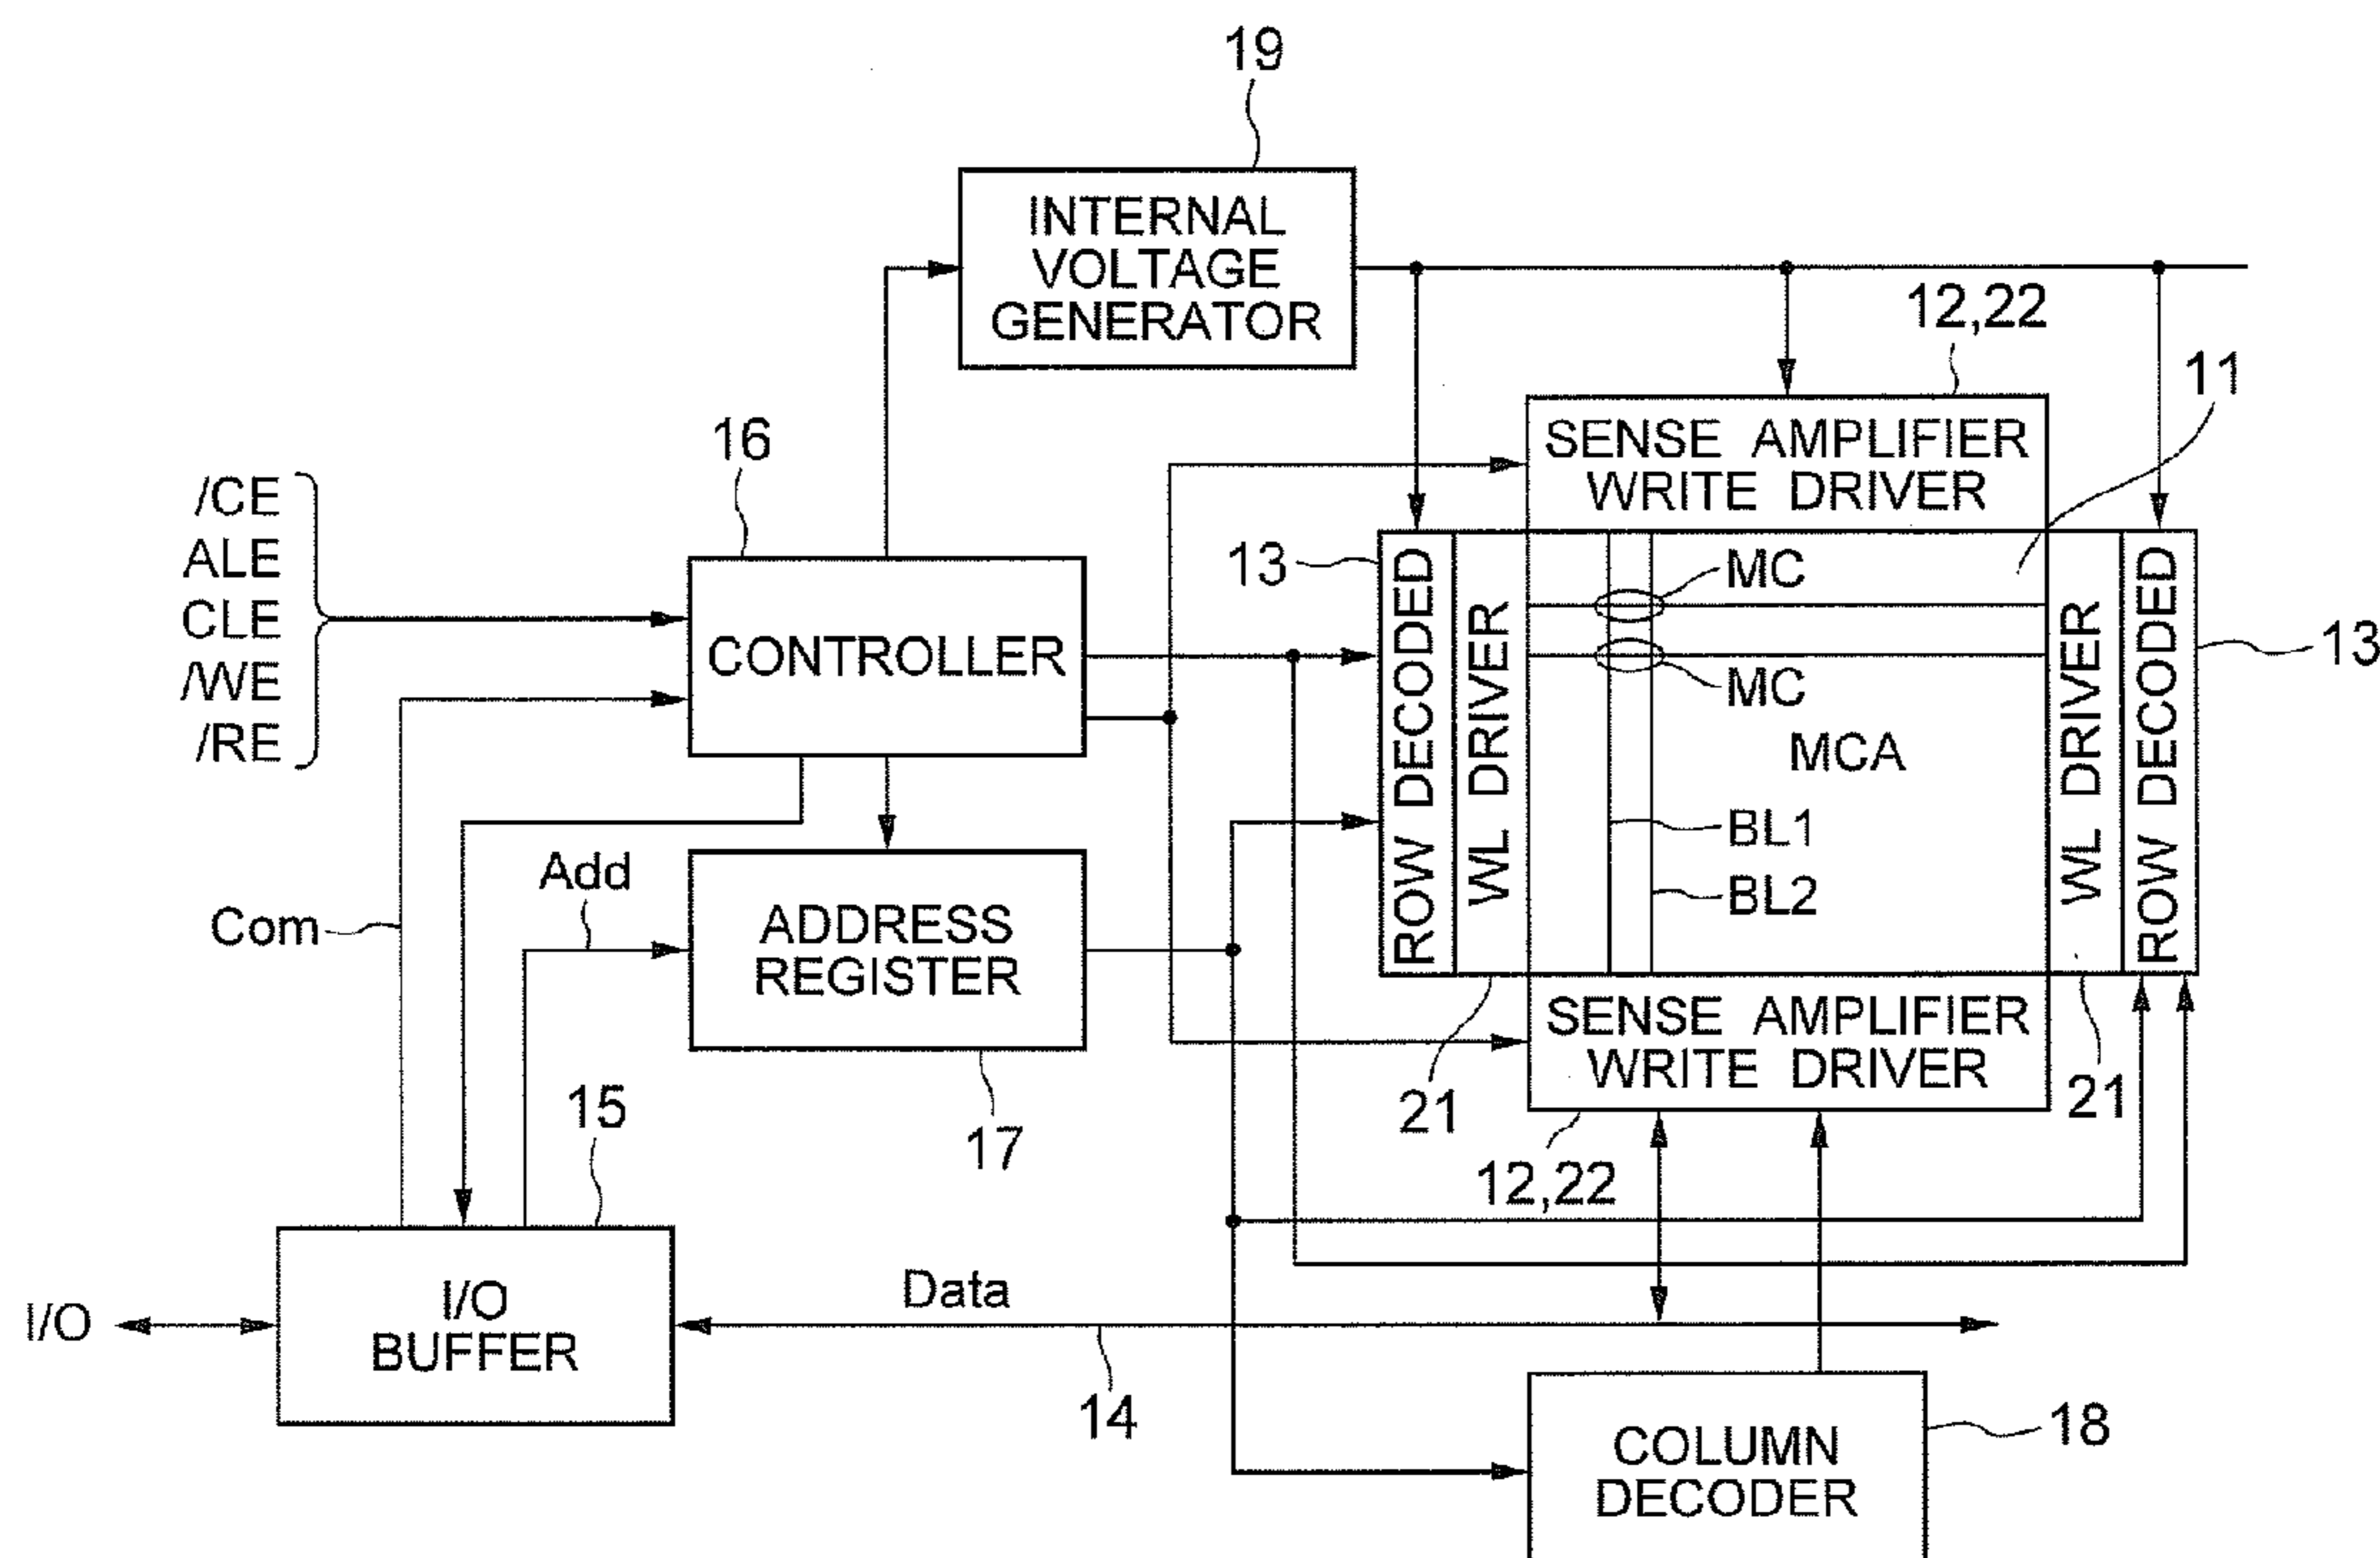 19
INTERNAL
VOLTAGE
GENERATOR
12,22
11
16
SENSE AMPLIFIER
WRITE DRIVER
/CE
ALE
CLE
/WE
/RE
CONTROLLER
13
ROW DECODED
WL DRIVER
MC
MC
MCA
BL1
BL2
WL DRIVER
ROW DECODED
13
Add
Com
ADDRESS
REGISTER
17
SENSE AMPLIFIER
WRITE DRIVER
21
21
12,22
15
I/O
I/O
BUFFER
Data
14
COLUMN
DECODER
18